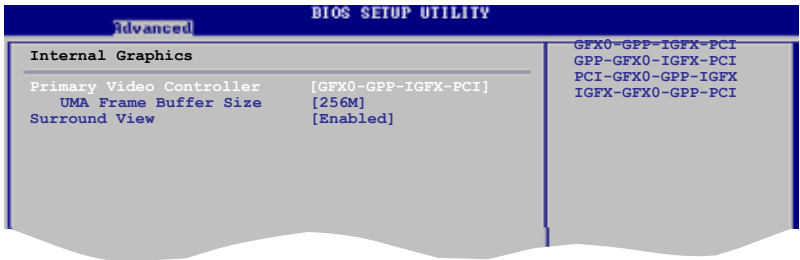 BIOS SETUP UTILITY
Advanced
Internal Graphics
Primary Video Controller [GFX0-GPP-IGFX-PCI]
UMA Frame Buffer Size [256M]
Surround View [Enabled]
GFX0-GPP-IGFX-PCI
GPP-GFX0-IGFX-PCI
PCI-GFX0-GPP-IGFX
IGFX-GFX0-GPP-PCI